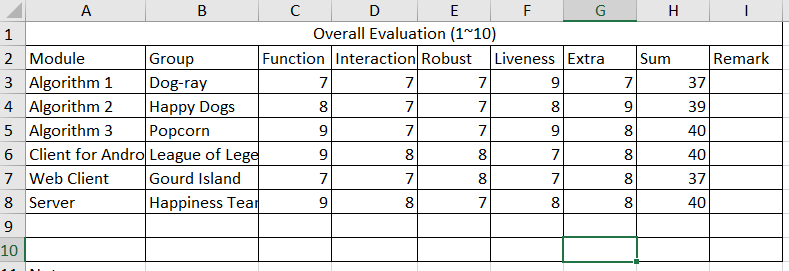 A B C D E F G H I
1 Overall Evaluation (1~10)
2 Module Group Function Interaction Robust Liveness Extra Sum Remark
3 Algorithm 1 Dog-ray 7 7 7 9 7 37
4 Algorithm 2 Happy Dogs 8 7 7 8 9 39
5 Algorithm 3 Popcorn 9 7 7 9 8 40
6 Client for Andro League of Lege 9 8 8 7 8 40
7 Web Client Gourd Island 7 7 8 7 8 37
8 Server Happiness Tear 9 8 7 8 8 40
9
10